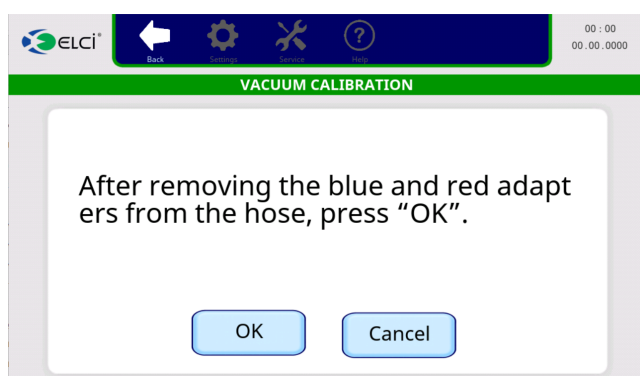 ELCi®
Back
Settings
Service
Help
00 : 00
00.00.0000
VACUUM CALIBRATION
After removing the blue and red adapt
ers from the hose, press “OK”.
OK
Cancel